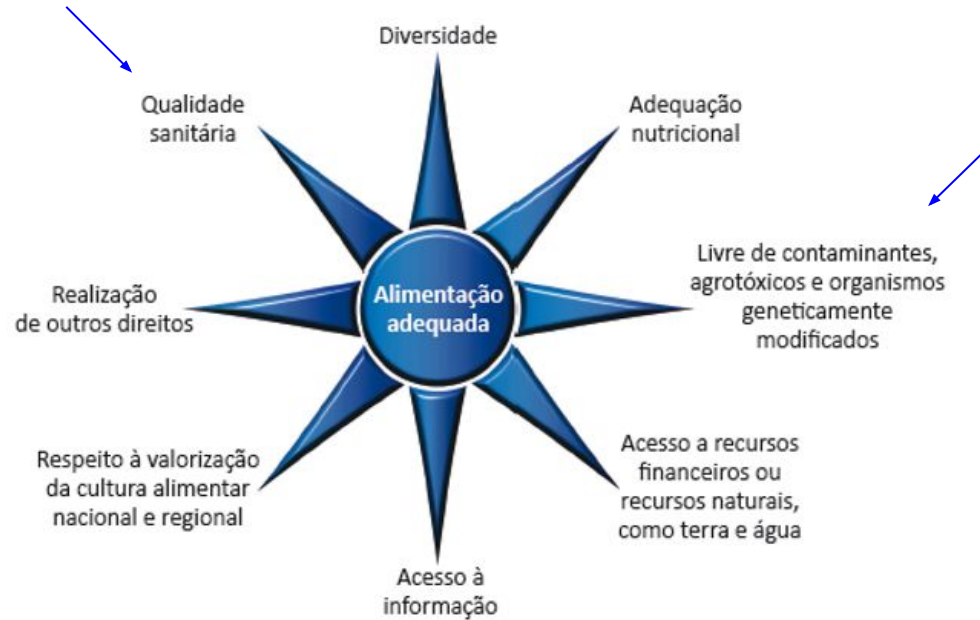 Diversidade
Qualidade
sanitária
Adequação
nutricional
Realização
de outros direitos
Alimentação
adequada
Livre de contaminantes,
agrotóxicos e organismos
geneticamente
modificados
Respeito à valorização
da cultura alimentar
nacional e regional
Acesso a recursos
financeiros ou
recursos naturais,
como terra e água
Acesso à
informação